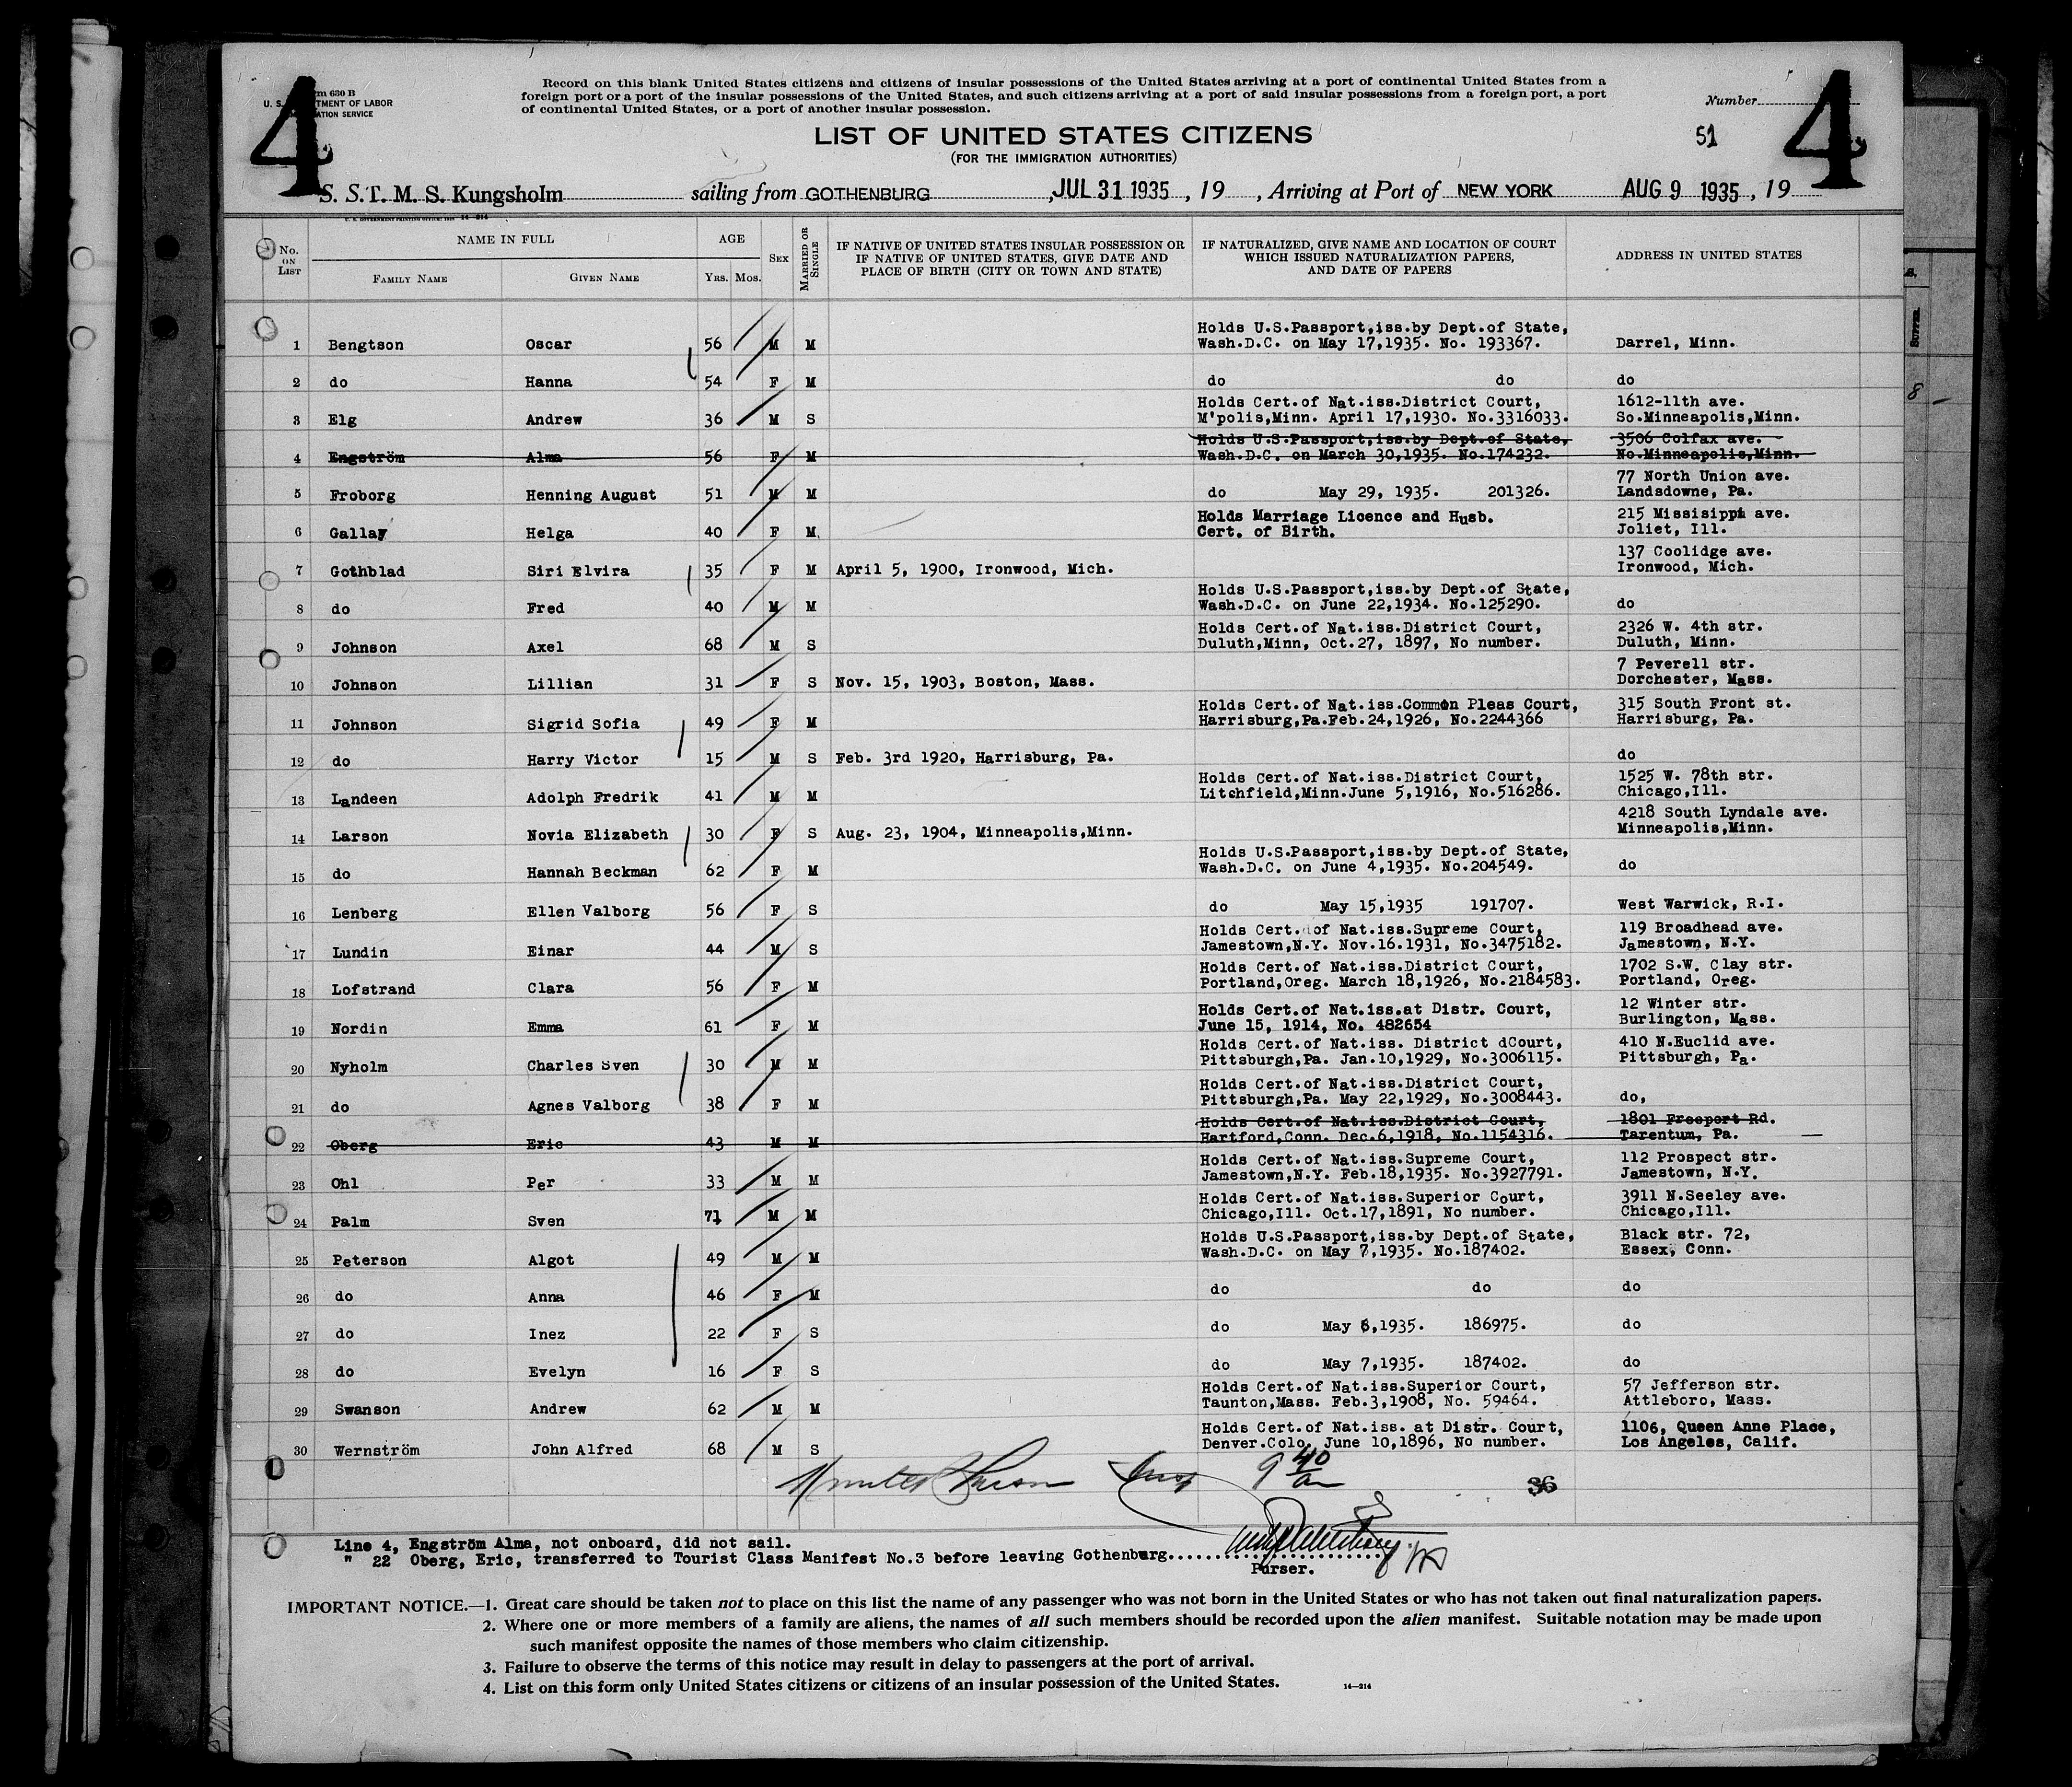 4
Form 630 B
U. S. DEPARTMENT OF LABOR
IMMIGRATION SERVICE
Record on this blank United States citizens and citizens of insular possessions of the United States arriving at a port of continental United States from a
foreign port or a port of the insular possessions of the United States, and such citizens arriving at a port of said insular possessions from a foreign port, a port
of continental United States, or a port of another insular possession.
Number
4
LIST OF UNITED STATES CITIZENS
51
(FOR THE IMMIGRATION AUTHORITIES)
S. S.T. M. S. Kungsholm sailing from GOTHENBURG, JUL 31 1935, 19 , Arriving at Port of NEW YORK AUG 9 1935, 19
No. ON LIST NAME IN FULL AGE SEX MARRIED OR SINGLE IF NATIVE OF UNITED STATES INSULAR POSSESSION OR IF NATIVE OF UNITED STATES, GIVE DATE AND PLACE OF BIRTH (CITY OR TOWN AND STATE) IF NATURALIZED, GIVE NAME AND LOCATION OF COURT WHICH ISSUED NATURALIZATION PAPERS, AND DATE OF PAPERS ADDRESS IN UNITED STATES
FAMILY NAME GIVEN NAME YRS. MOS.
Holds U.S.Passport,iss.by Dept.of State,
1 Bengtson Oscar 56 M M Wash.D.C. on May 17,1935. No. 193367. Darrel, Minn.
2 do Hanna 54 F M do do do
Holds Cert.of Nat.iss.District Court, 1612-11th ave.
3 Elg Andrew 36 M S M'polis,Minn. April 17,1930. No.3316033. So.Minneapolis,Minn.
Holds U.S.Passport,iss.by Dept.of State, 3506 Colfax ave.
4 Engström Alma 56 F M Wash.D.C. on March 30,1935. No.174232. No.Minneapolis,Minn.
77 North Union ave.
5 Froborg Henning August 51 M M do May 29, 1935. 201326. Landsdowne, Pa.
Holds Marriage Licence and Husb. 215 Missisippi ave.
6 Gallay Helga 40 F M Cert. of Birth. Joliet, Ill.
137 Coolidge ave.
7 Gothblad Siri Elvira 35 F M April 5, 1900, Ironwood, Mich. Ironwood, Mich.
Holds U.S.Passport,iss.by Dept.of State,
8 do Fred 40 M M Wash.D.C. on June 22,1934. No.125290. do
Holds Cert.of Nat.iss.District Court, 2326 W. 4th str.
9 Johnson Axel 68 M S Duluth,Minn, Oct.27, 1897, No number. Duluth, Minn.
7 Peverell str.
10 Johnson Lillian 31 F S Nov. 15, 1903, Boston, Mass. Dorchester, Mass.
Holds Cert.of Nat.iss.Common Pleas Court, 315 South Front st.
11 Johnson Sigrid Sofia 49 F M Harrisburg,Pa.Feb.24,1926, No.2244366 Harrisburg, Pa.
12 do Harry Victor 15 M S Feb. 3rd 1920, Harrisburg, Pa. do
Holds Cert.of Nat.iss.District Court, 1525 W. 78th str.
13 Landeen Adolph Fredrik 41 M M Litchfield,Minn.June 5,1916, No.516286. Chicago,Ill.
4218 South Lyndale ave.
14 Larson Novia Elizabeth 30 F S Aug. 23, 1904, Minneapolis,Minn. Minneapolis,Minn.
Holds U.S.Passport,iss.by Dept.of State,
15 do Hannah Beckman 62 F M Wash.D.C. on June 4,1935. No.204549. do
16 Lenberg Ellen Valborg 56 F S do May 15,1935 191707. West Warwick, R.I.
Holds Cert.of Nat.iss.Supreme Court, 119 Broadhead ave.
17 Lundin Einar 44 M S Jamestown,N.Y. Nov.16.1931, No.3475182. Jamestown, N.Y.
Holds Cert.of Nat.iss.District Court, 1702 S.W. Clay str.
18 Lofstrand Clara 56 F M Portland,Oreg. March 18,1926, No.2184583. Portland, Oreg.
Holds Cert.of Nat.iss.at Distr. Court, 12 Winter str.
19 Nordin Emma 61 F M June 15, 1914, No. 482654 Burlington, Mass.
Holds Cert.of Nat.iss. District dCourt, 410 N.Euclid ave.
20 Nyholm Charles Sven 30 M M Pittsburgh,Pa. Jan.10,1929, No.3006115. Pittsburgh, Pa.
Holds Cert.of Nat.iss.District Court,
21 do Agnes Valborg 38 F M Pittsburgh,Pa. May 22,1929, No.3008443. do,
Holds Cert.of Nat.iss.District Court, 1801 Freeport Rd.
22 Oberg Eric 43 M M Hartford,Conn. Dec.6,1918, No.1154316. Tarentum, Pa.
Holds Cert.of Nat.iss.Supreme Court, 112 Prospect str.
23 Ohl Per 33 M M Jamestown,N.Y. Feb.18,1935. No.3927791. Jamestown, N.Y.
Holds Cert.of Nat.iss.Superior Court, 3911 N.Seeley ave.
24 Palm Sven 71 M M Chicago,Ill. Oct.17,1891, No number. Chicago,Ill.
Holds U.S.Passport,iss.by Dept.of State, Black str. 72,
25 Peterson Algot 49 M M Wash.D.C. on May 7,1935. No.187402. Essex, Conn.
26 do Anna 46 F M do do do
27 do Inez 22 F S do May 6,1935. 186975. do
28 do Evelyn 16 F S do May 7,1935. 187402. do
Holds Cert.of Nat.iss.Superior Court, 57 Jefferson str.
29 Swanson Andrew 62 M M Taunton,Mass. Feb.3,1908, No. 59464. Attleboro, Mass.
Holds Cert.of Nat.iss. at Distr. Court, 1106, Queen Anne Place,
30 Wernström John Alfred 68 M S Denver.Colo. June 10,1896, No number. Los Angeles, Calif.
9 40 am
36
Line 4, Engström Alma, not onboard, did not sail.
" 22 Oberg, Eric, transferred to Tourist Class Manifest No.3 before leaving Gothenburg..........
Purser.
IMPORTANT NOTICE.—1. Great care should be taken not to place on this list the name of any passenger who was not born in the United States or who has not taken out final naturalization papers.
2. Where one or more members of a family are aliens, the names of all such members should be recorded upon the alien manifest. Suitable notation may be made upon
such manifest opposite the names of those members who claim citizenship.
3. Failure to observe the terms of this notice may result in delay to passengers at the port of arrival.
4. List on this form only United States citizens or citizens of an insular possession of the United States.
14—214